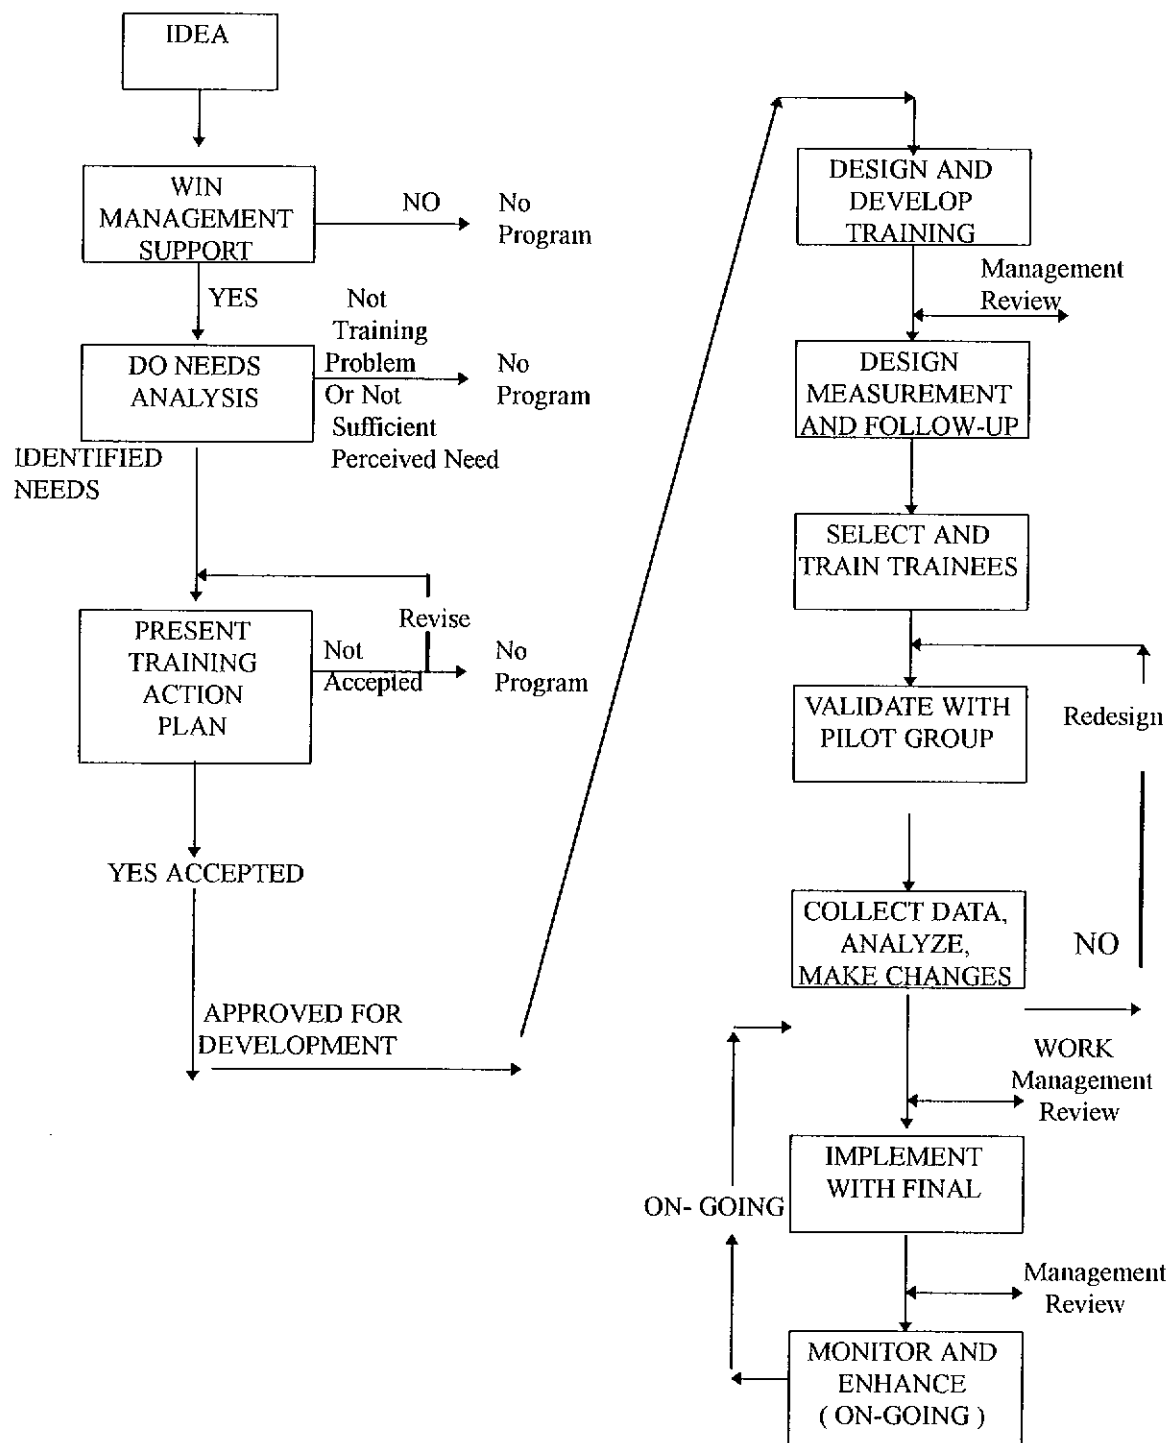 IDEA
WIN
MANAGEMENT
SUPPORT
NO
No
Program
YES
Not
Training
Problem
Or Not
Sufficient
Perceived Need
No
Program
DO NEEDS
ANALYSIS
IDENTIFIED
NEEDS
Revise
PRESENT
TRAINING
ACTION
PLAN
Not
Accepted
No
Program
YES ACCEPTED
APPROVED FOR
DEVELOPMENT
DESIGN AND
DEVELOP
TRAINING
Management
Review
DESIGN
MEASUREMENT
AND FOLLOW-UP
SELECT AND
TRAIN TRAINEES
VALIDATE WITH
PILOT GROUP
Redesign
COLLECT DATA,
ANALYZE,
MAKE CHANGES
NO
WORK
Management
Review
IMPLEMENT
WITH FINAL
ON- GOING
Management
Review
MONITOR AND
ENHANCE
( ON-GOING )